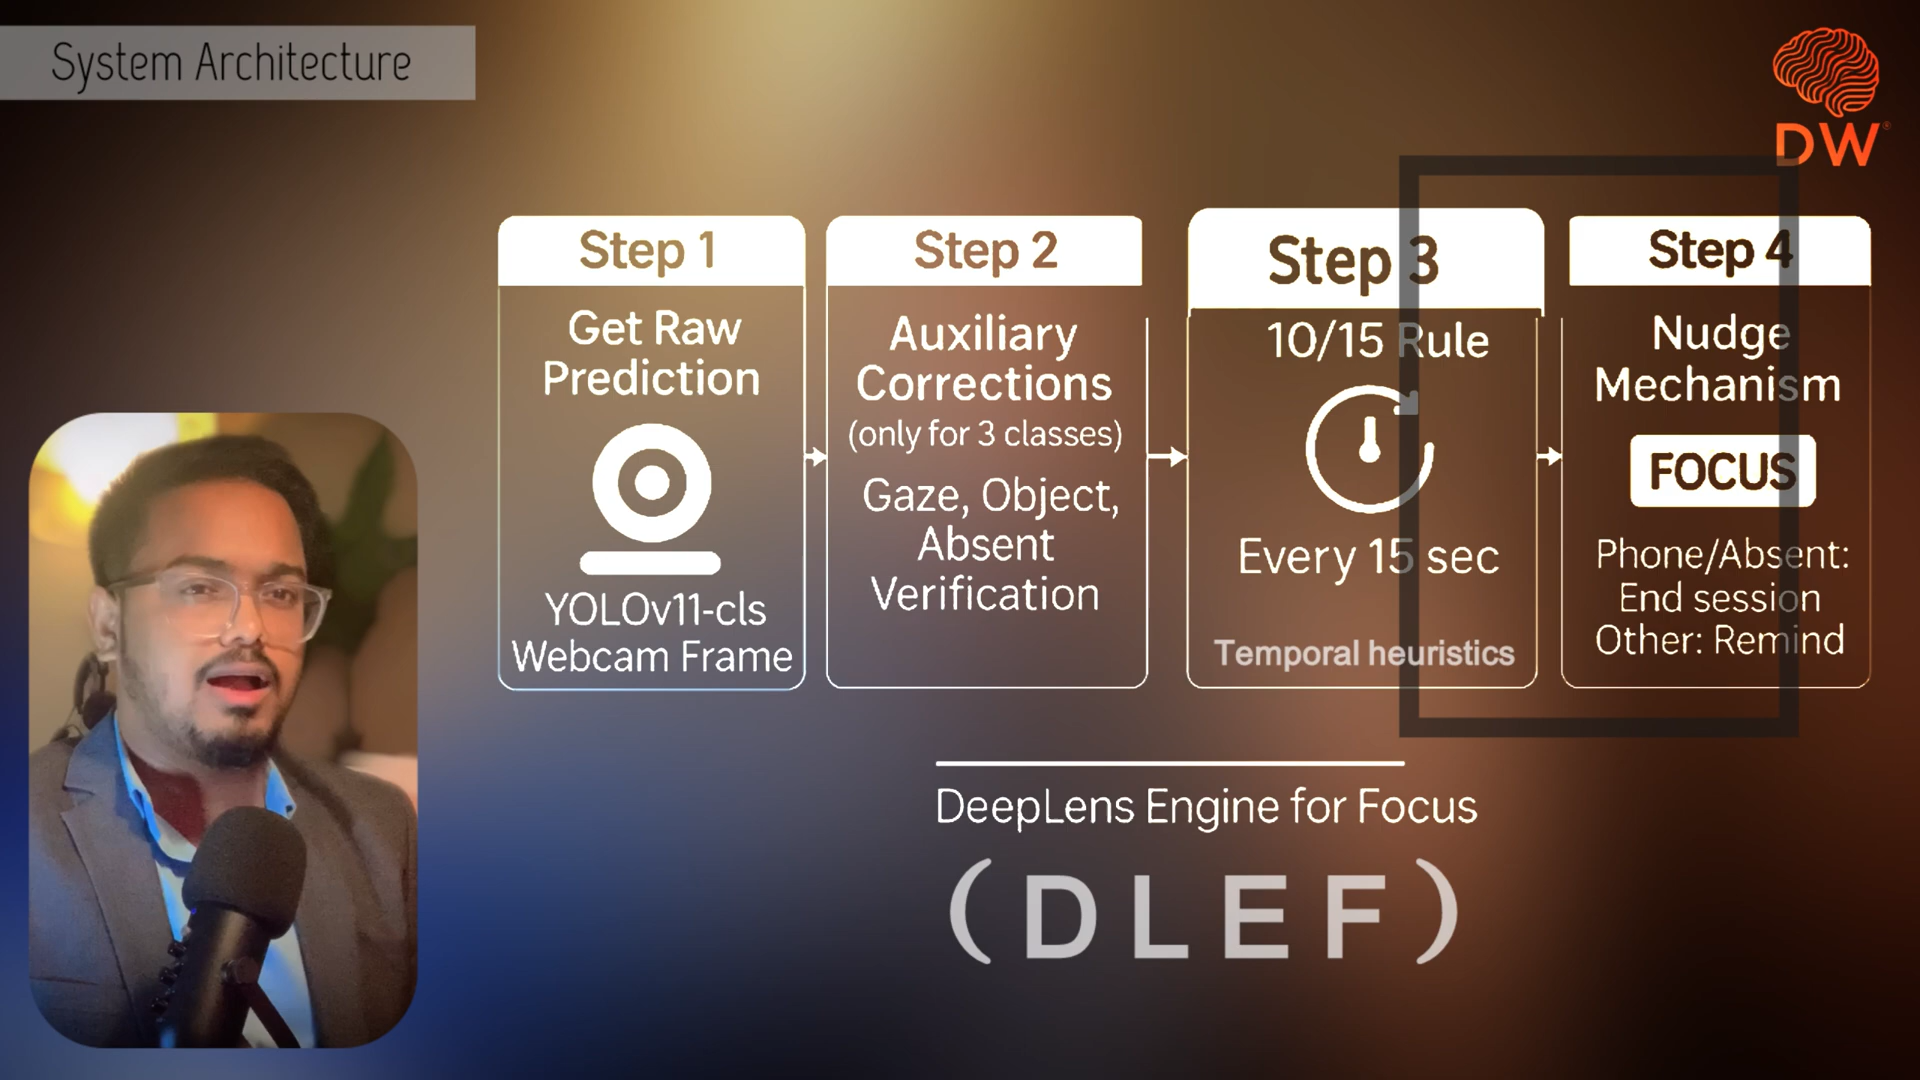 System Architecture
DW
Step 1
Get Raw
Prediction
YOLOv11-cls
Webcam Frame
Step 2
Auxiliary
Corrections
(only for 3 classes)
Gaze, Object,
Absent
Verification
Step 3
10/15 Rule
Every 15 sec
Temporal heuristics
Step 4
Nudge
Mechanism
FOCUS
Phone/Absent:
End session
Other: Remind
DeepLens Engine for Focus
(DLEF)